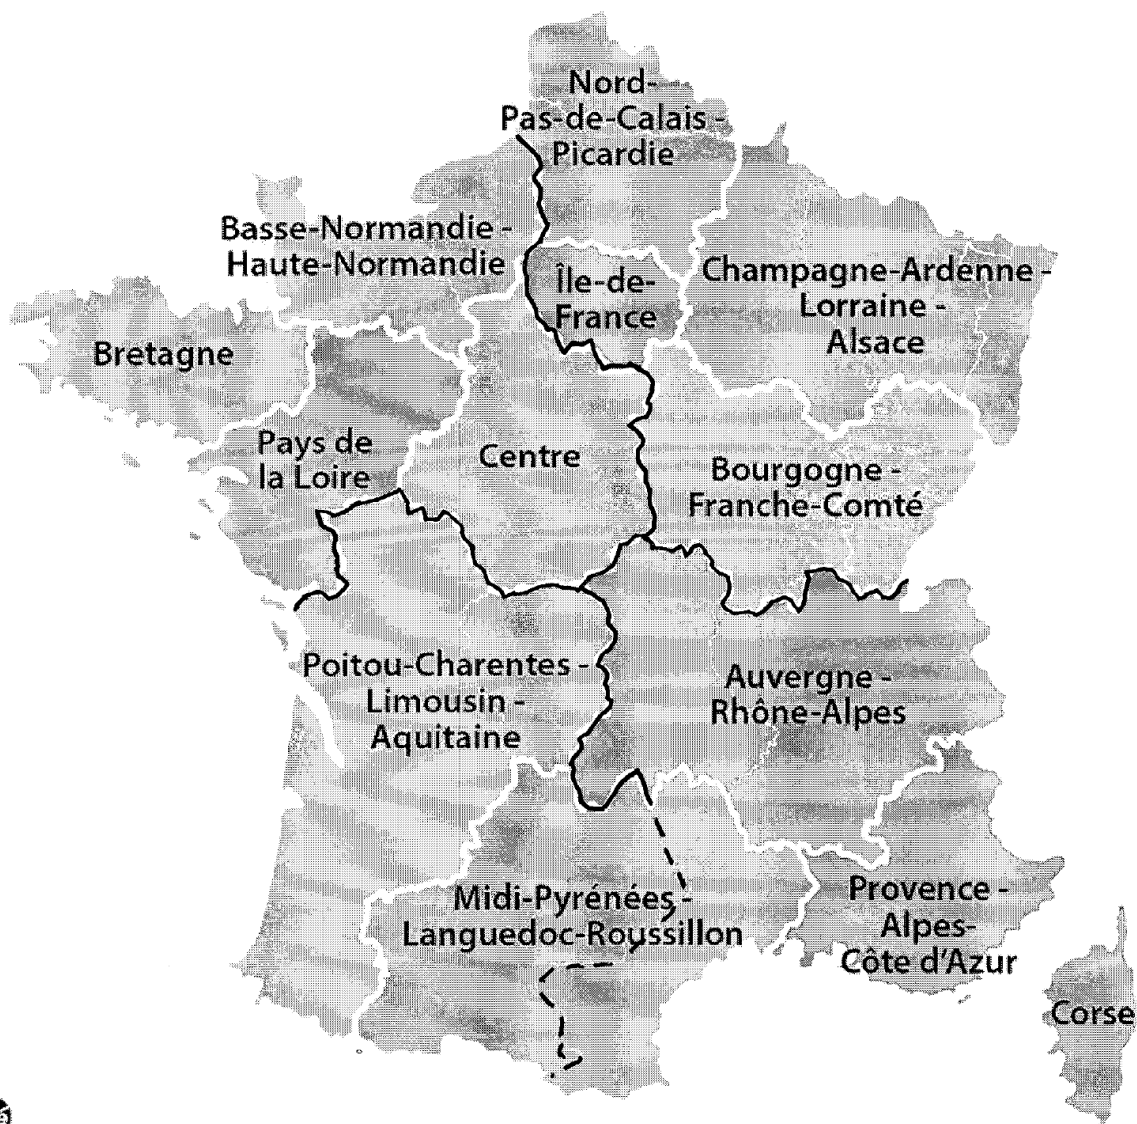 Nord-
Pas-de-Calais -
Picardie
Basse-Normandie -
Haute-Normandie
Île-de-
France
Champagne-Ardenne -
Lorraine -
Alsace
Bretagne
Pays de
la Loire
Centre
Bourgogne -
Franche-Comté
Poitou-Charentes -
Limousin -
Aquitaine
Auvergne -
Rhône-Alpes
Midi-Pyrénées -
Languedoc-Roussillon
Provence -
Alpes-
Côte d'Azur
Corse